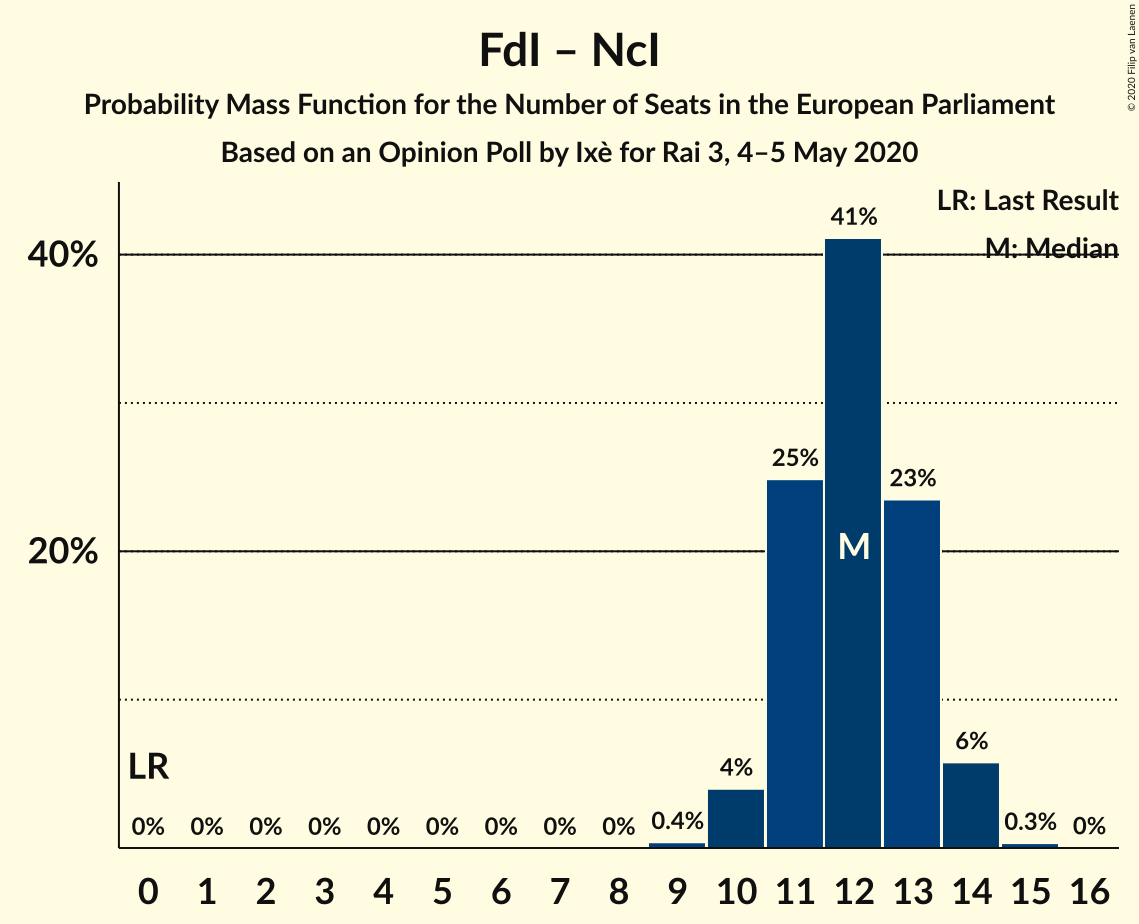 FdI – NcI
Probability Mass Function for the Number of Seats in the European Parliament
Based on an Opinion Poll by Ixè for Rai 3, 4–5 May 2020
© 2020 Filip van Laenen
LR: Last Result
M: Median
41%
40%
25%
23%
20%
M
LR
6%
4%
0% 0% 0% 0% 0% 0% 0% 0% 0% 0.4% 0.3% 0%
0 1 2 3 4 5 6 7 8 9 10 11 12 13 14 15 16